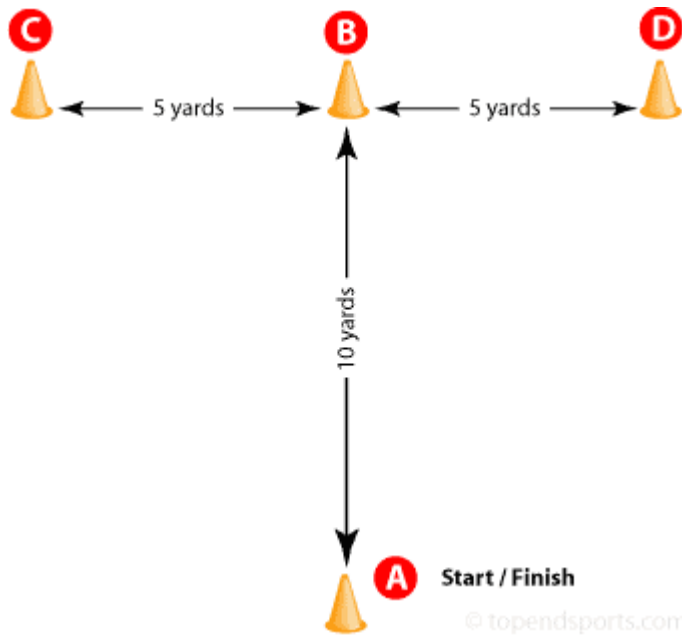 C B D
5 yards 5 yards
10 yards
A Start / Finish
© topendsports.com